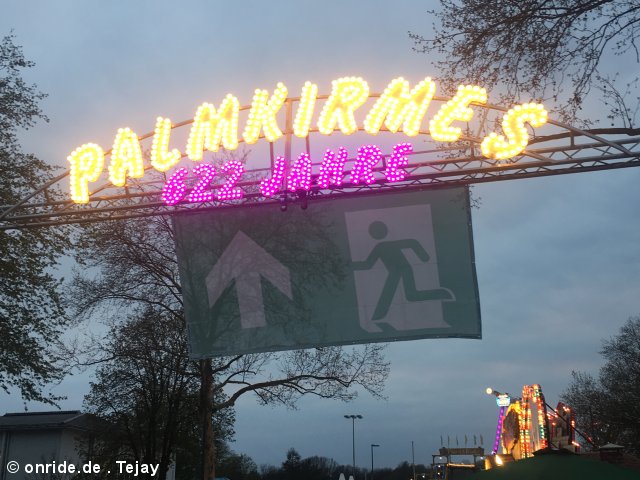 PALMKIRMES
622 JAHRE
© onride.de . Tejay